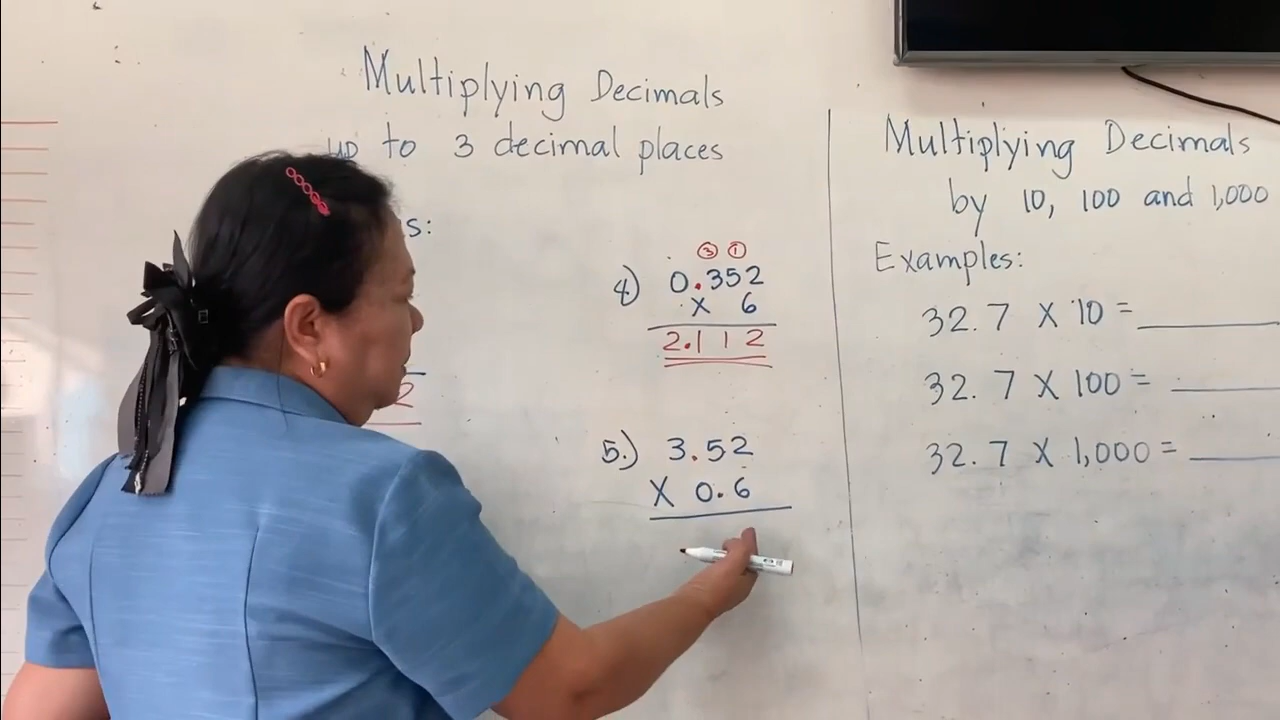 Multiplying Decimals
up to 3 decimal places
s:
2
③ ①
4) 0.352
X 6
2.112
5.) 3.52
X 0.6
Multiplying Decimals
by 10, 100 and 1,000
Examples:
32.7 X 10 =
32.7 X 100 =
32.7 X 1,000 =